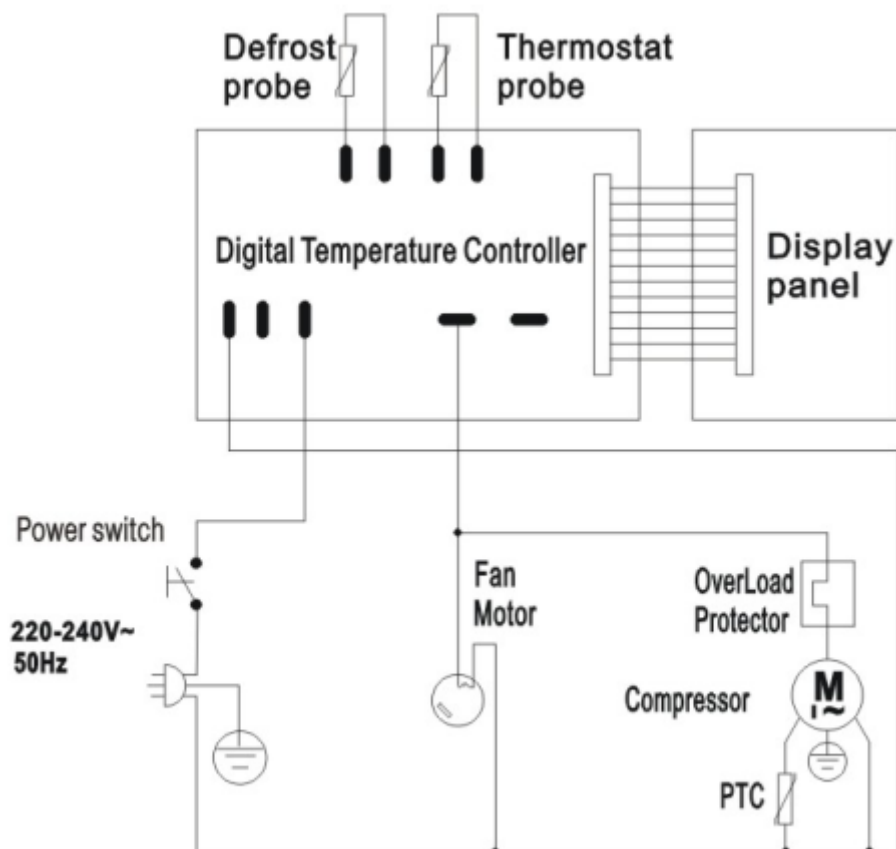 Defrost
probe
Thermostat
probe
Digital Temperature Controller
Display
panel
Power switch
220-240V~
50Hz
Fan
Motor
OverLoad
Protector
Compressor
M
I~
PTC